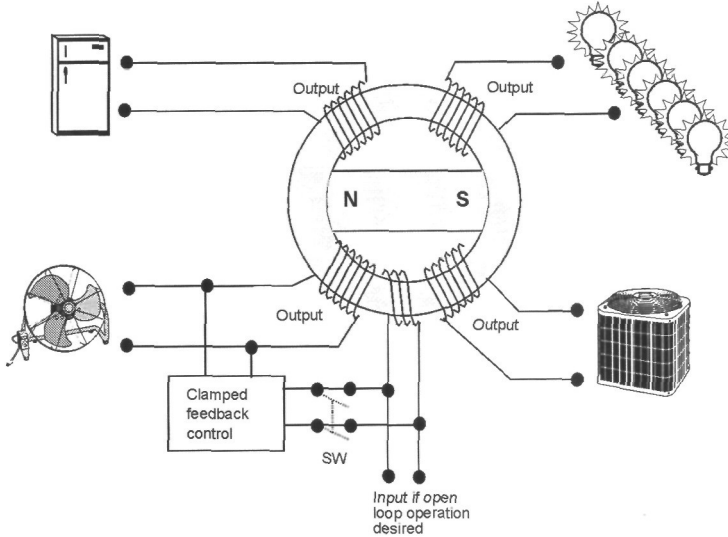 Output
Output
N
S
Output
Output
Clamped
feedback
control
SW
Input if open
loop operation
desired